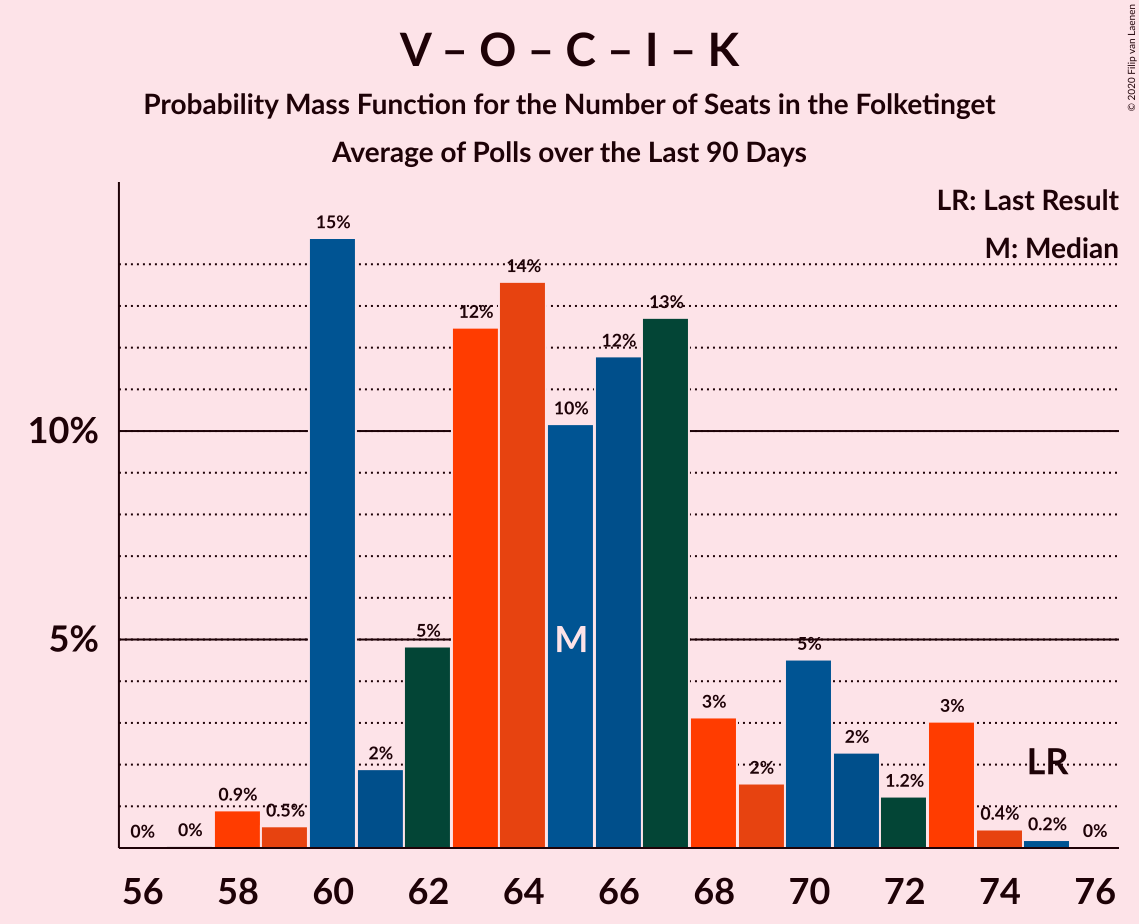 V – O – C – I – K
Probability Mass Function for the Number of Seats in the Folketinget
Average of Polls over the Last 90 Days
© 2020 Filip van Laenen
LR: Last Result
M: Median
15%
14%
13%
12%
12%
10%
10%
5%
5%
5%
M
3%
3%
2%
2%
2%
LR
1.2%
0.9%
0.5%
0.4%
0.2%
0%
0%
0%
56 58 60 62 64 66 68 70 72 74 76